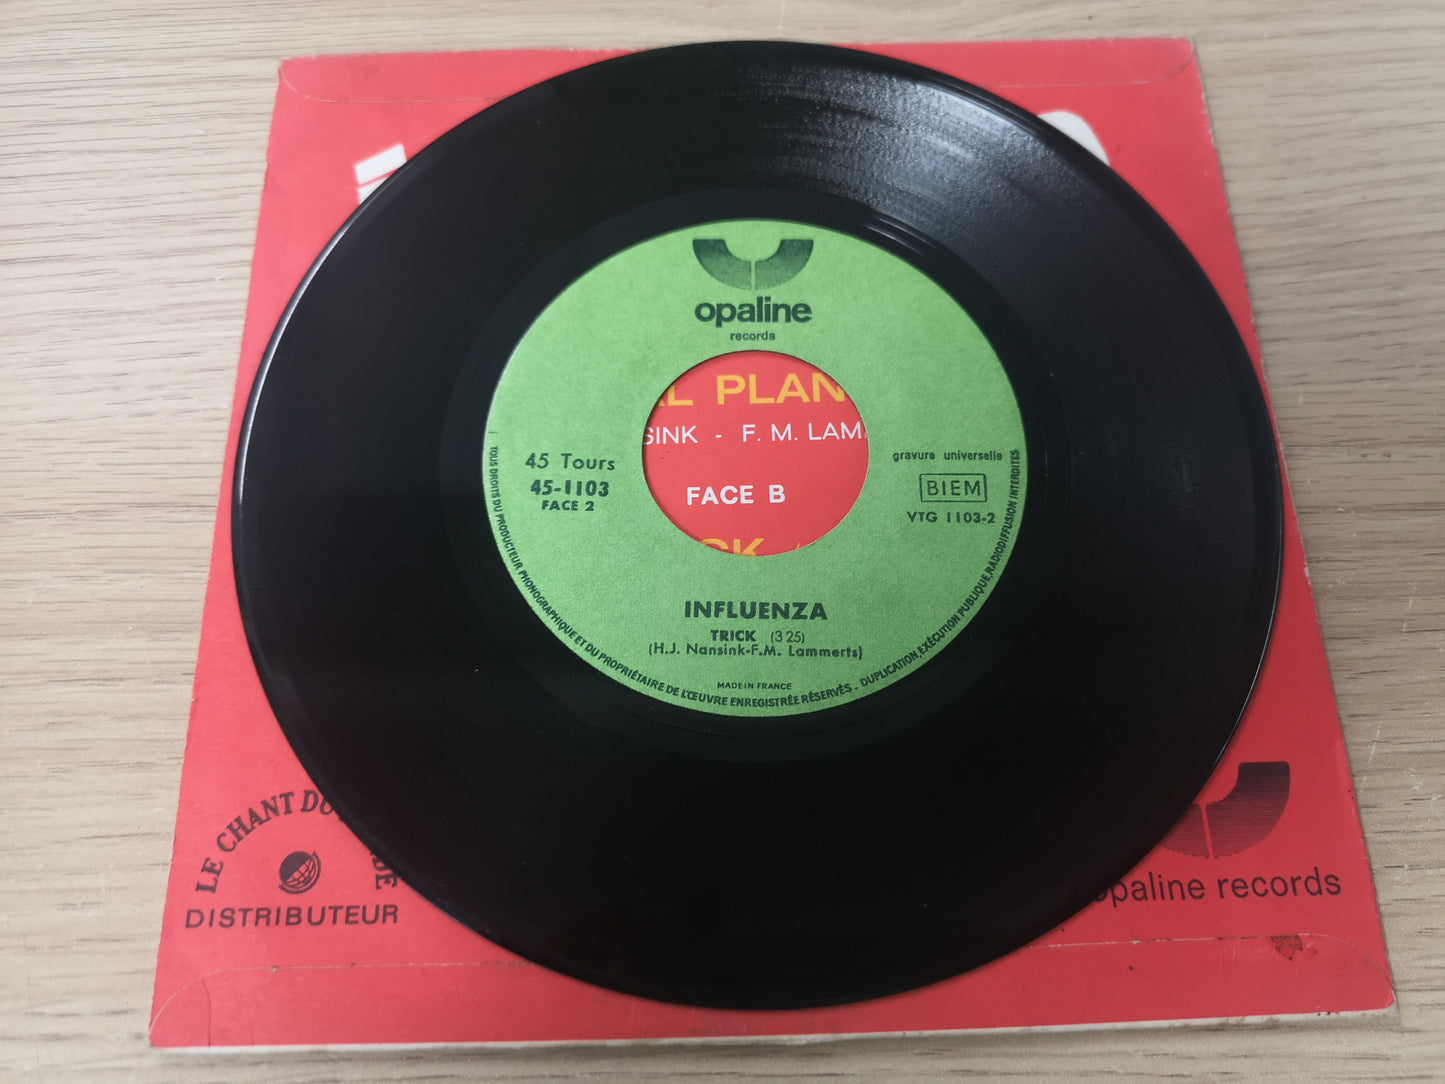 opaline
records
PLAN
SINK - F. M. LAM
FACE B
45 Tours
45-1103
FACE 2
gravure universelle
BIEM
VTG 1103-2
INFLUENZA
TRICK (3 25)
(H.J. Nansink-F.M. Lammerts)
MADE IN FRANCE
TOUS DROITS DU PRODUCTEUR PHONOGRAPHIQUE ET DU PROPRIÉTAIRE DE L'ŒUVRE ENREGISTRÉE RÉSERVÉS. DUPLICATION, EXÉCUTION PUBLIQUE, RADIODIFFUSION INTERDITES
LE CHANT DU
DE
DISTRIBUTEUR
opaline records